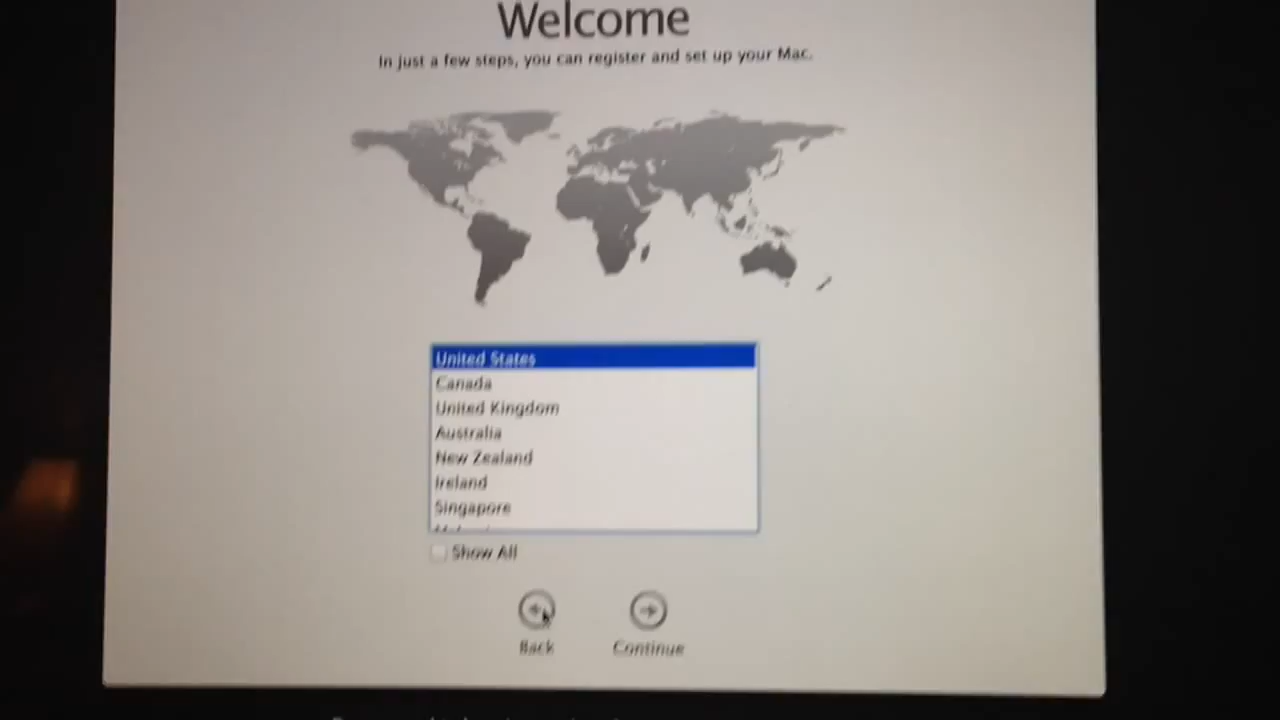 Welcome
In just a few steps, you can register and set up your Mac.
United States
Canada
United Kingdom
Australia
New Zealand
Ireland
Singapore
Show All
Back
Continue